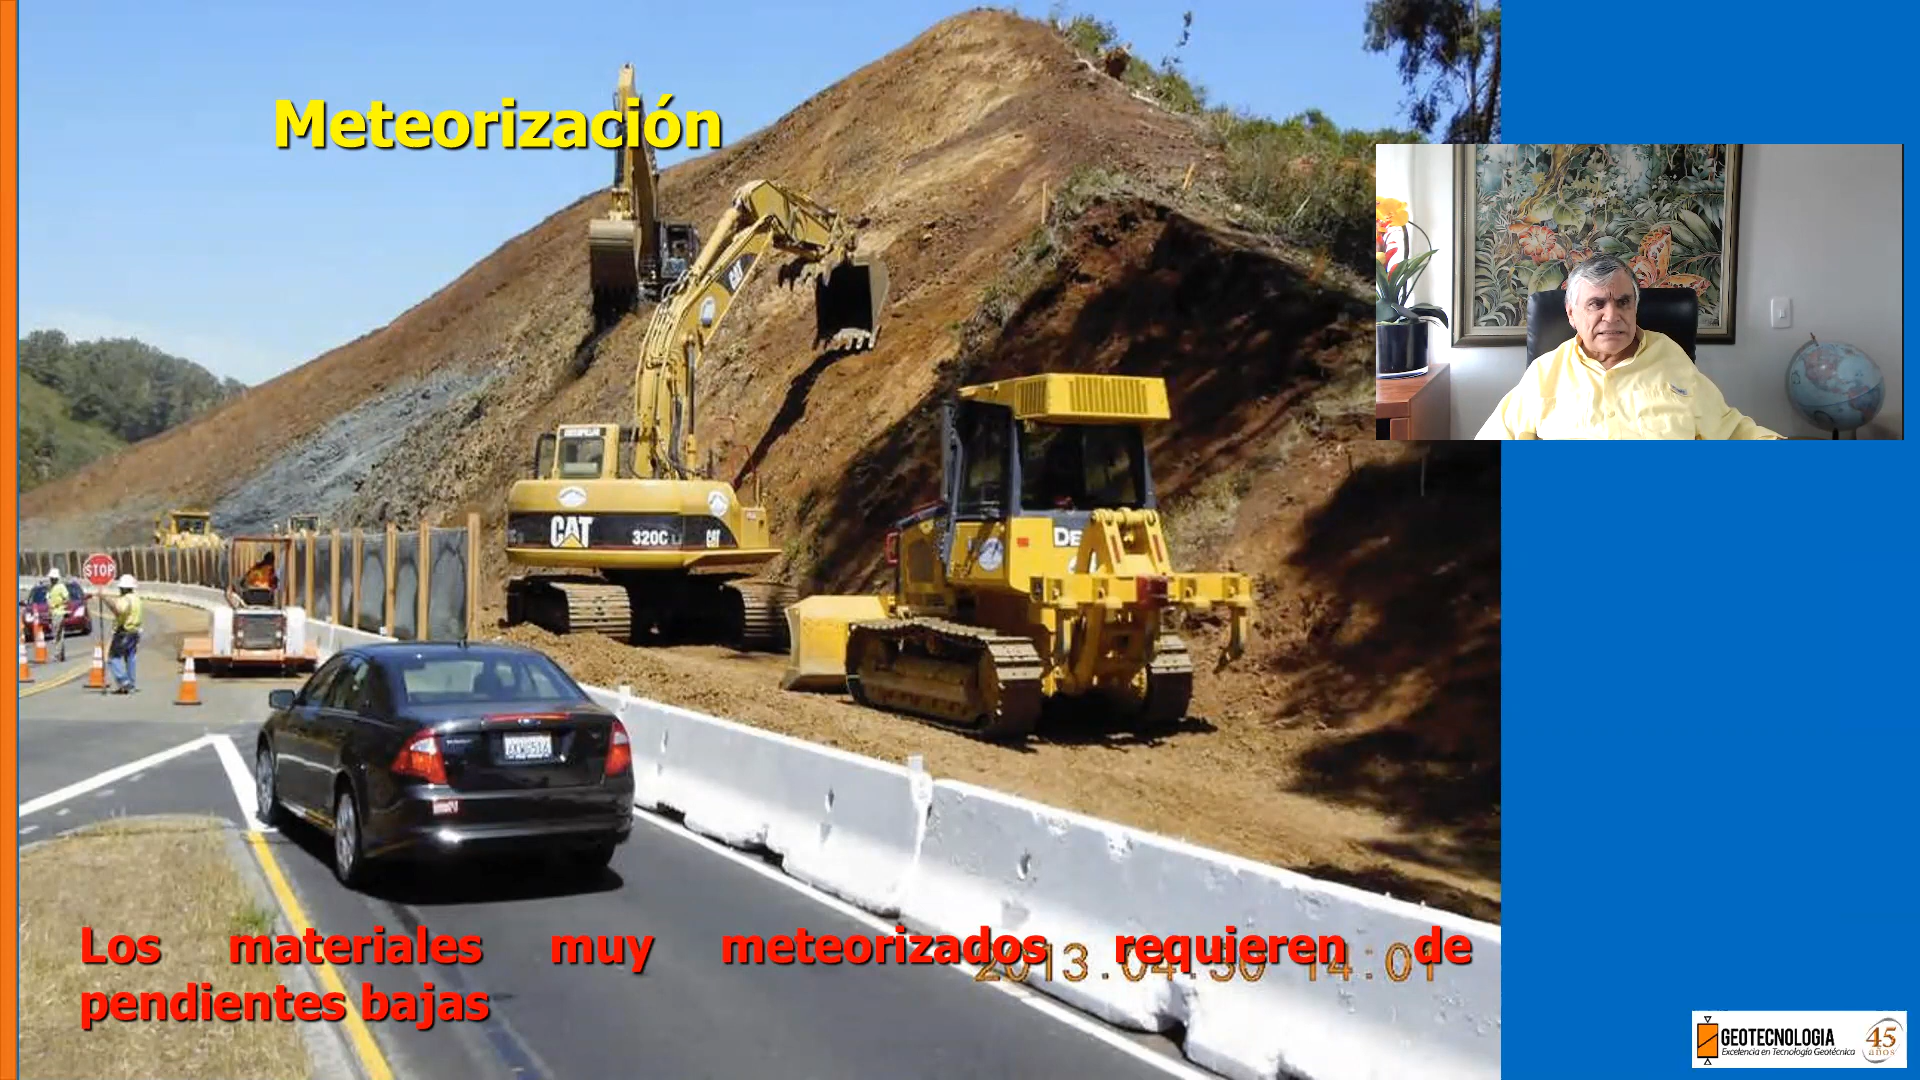 Meteorización
STOP
CAT
320C L
CAT
CAT
DE
Los materiales muy meteorizados requieren de
pendientes bajas
2013.04.30 14:01
GEOTECNOLOGIA
Excelencia en Tecnología Geotécnica
45
años